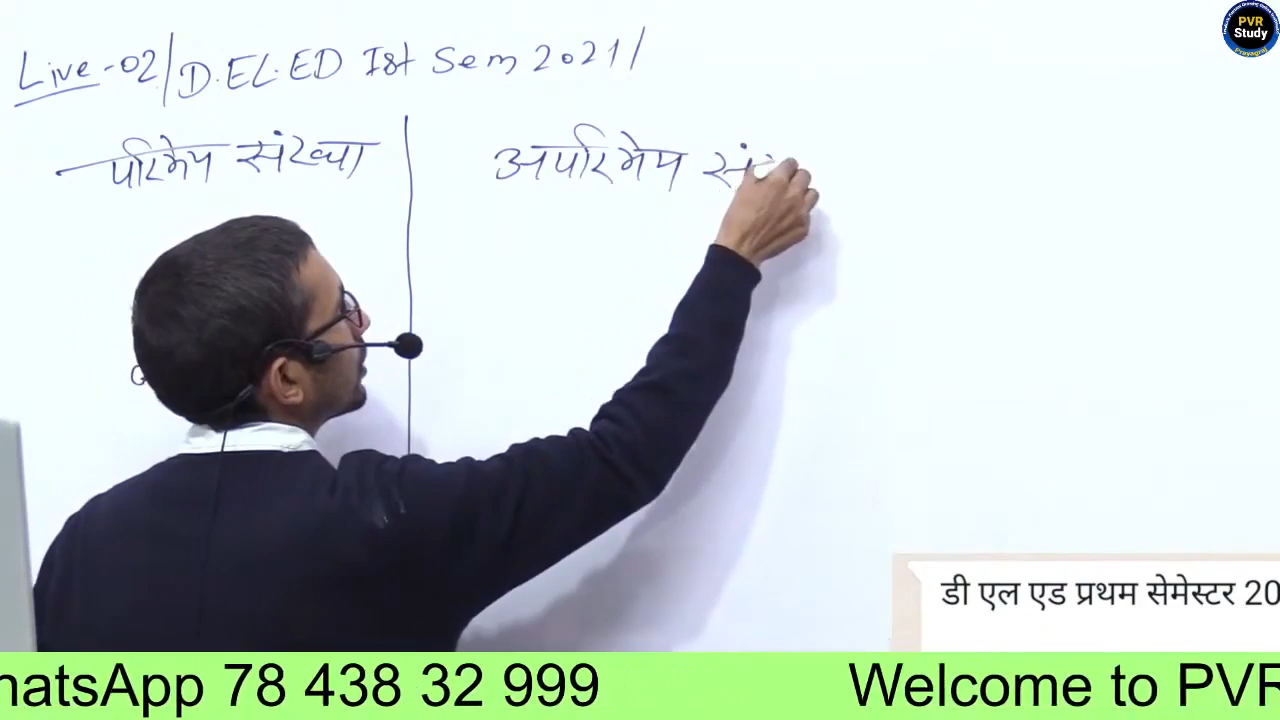 Live-02/D.EL.ED Ist Sem 2021/
परिमेय संख्या
अपरिमेय
PVR
Study
Prayagraj
डी एल एड प्रथम सेमेस्टर 20
hatsApp 78 438 32 999
Welcome to PVR